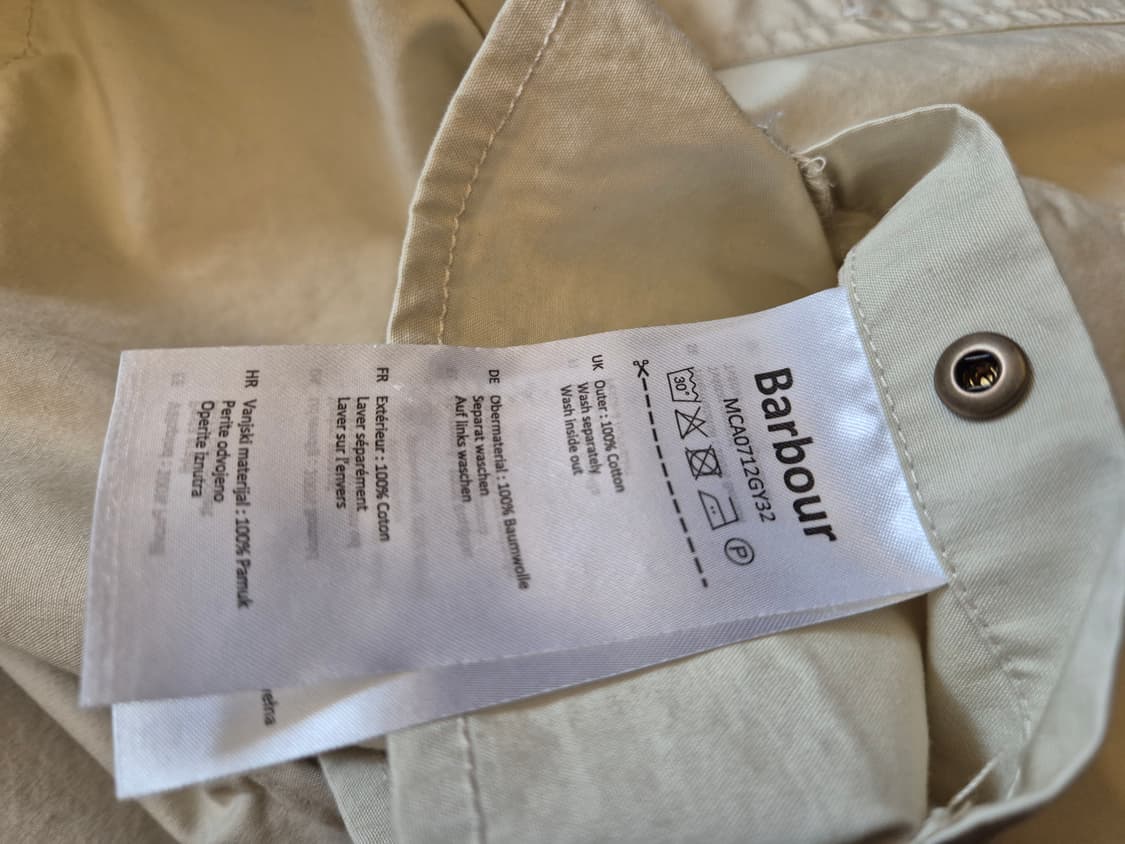 Barbour
MCA0712GY32
30°
P
UK Outer : 100% Cotton
Wash separately
Wash inside out
DE Obermaterial : 100% Baumwolle
Separat waschen
Auf links waschen
FR Extérieur : 100% Coton
Laver séparément
Laver sur l'envers
HR Vanjski materijal : 100% Pamuk
Perite odvojeno
Operite iznutra